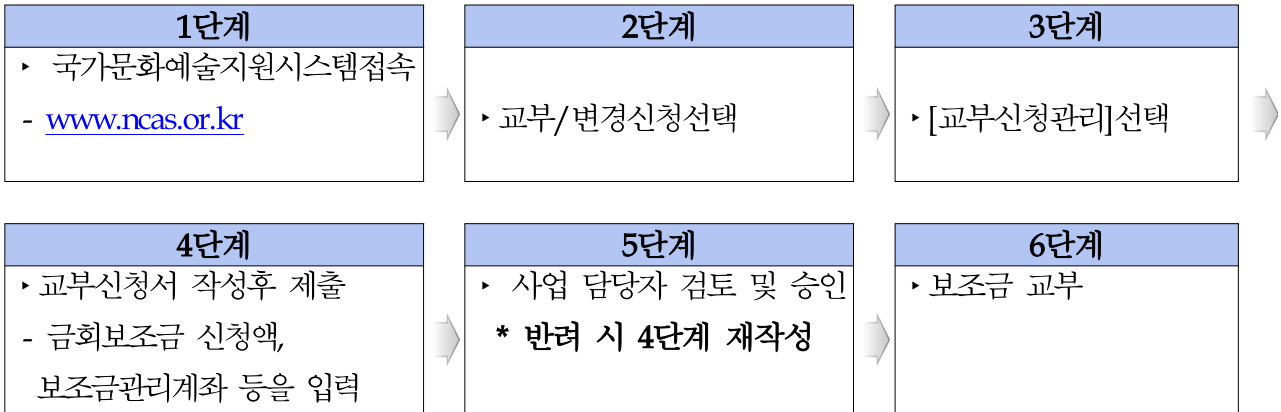 1단계
‣ 국가문화예술지원시스템접속
- www.ncas.or.kr
2단계
‣ 교부/변경신청선택
3단계
‣ [교부신청관리]선택
4단계
‣ 교부신청서 작성후 제출
- 금회보조금 신청액,
보조금관리계좌 등을 입력
5단계
‣ 사업 담당자 검토 및 승인
* 반려 시 4단계 재작성
6단계
‣ 보조금 교부